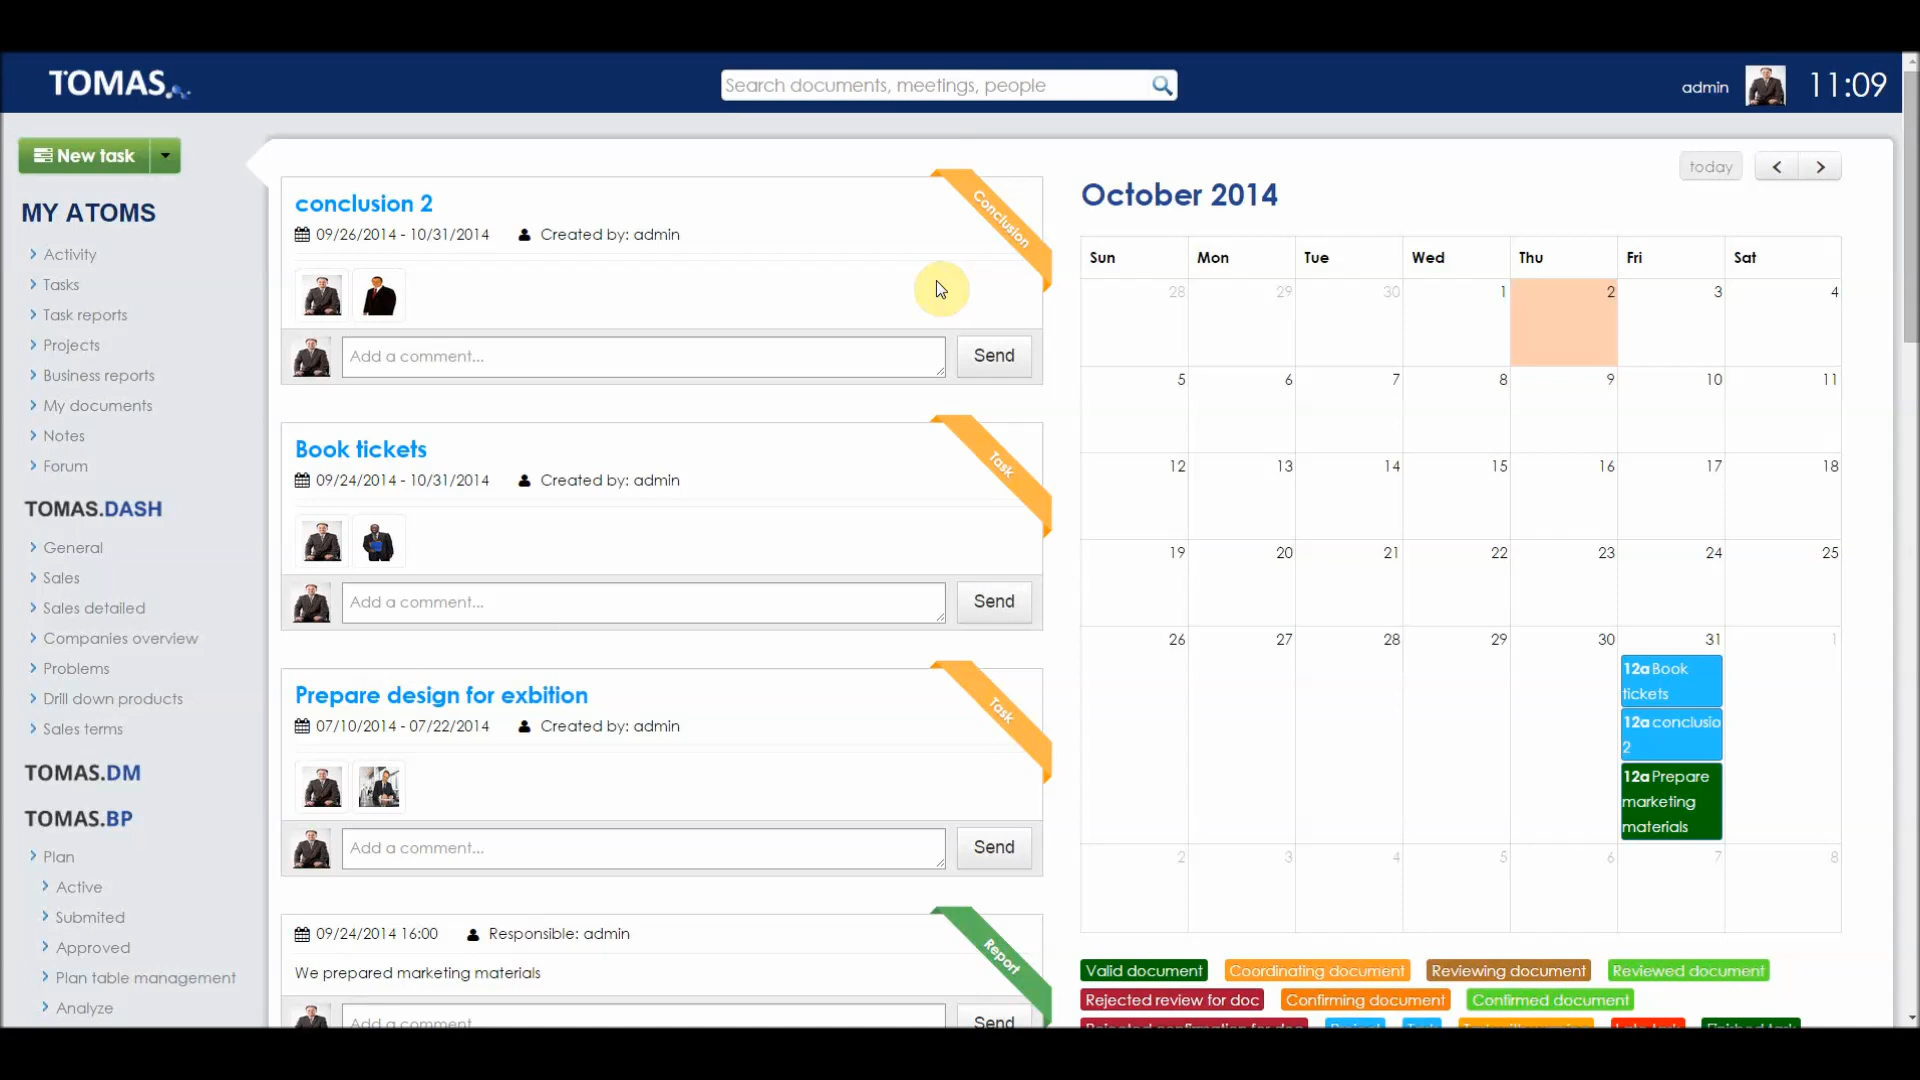 TOMAS.
Search documents, meetings, people
admin
11:09
New task
MY ATOMS
Activity
Tasks
Task reports
Projects
Business reports
My documents
Notes
Forum
TOMAS.DASH
General
Sales
Sales detailed
Companies overview
Problems
Drill down products
Sales terms
TOMAS.DM
TOMAS.BP
Plan
Active
Submited
Approved
Plan table management
Analyze
conclusion 2
09/26/2014 - 10/31/2014 Created by: admin
Conclusion
Add a comment...
Send
Book tickets
09/24/2014 - 10/31/2014 Created by: admin
Task
Add a comment...
Send
Prepare design for exbition
07/10/2014 - 07/22/2014 Created by: admin
Task
Add a comment...
Send
09/24/2014 16:00 Responsible: admin
Report
We prepared marketing materials
Add a comment
Send
today
October 2014
Sun Mon Tue Wed Thu Fri Sat
28 29 30 1 2 3 4
5 6 7 8 9 10 11
12 13 14 15 16 17 18
19 20 21 22 23 24 25
26 27 28 29 30 31 1
12a Book
tickets
12a conclusio
2
12a Prepare
marketing
materials
2 3 4 5 6 7 8
Valid document Coordinating document Reviewing document Reviewed document
Rejected review for doc Confirming document Confirmed document